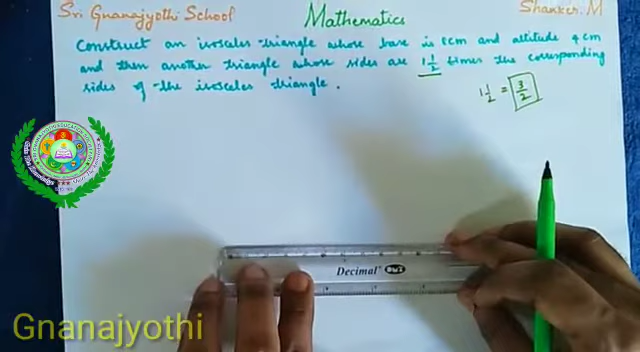 Sri Gnanajyothi School Mathematics Shanker. M
Construct an isosceles triangle whose base is 8cm and altitude 4 cm
and then another triangle whose sides are 1 1/2 times the corresponding
sides of the isosceles triangle.
1 1/2 = 3/2
Decimal
Gnanajyothi